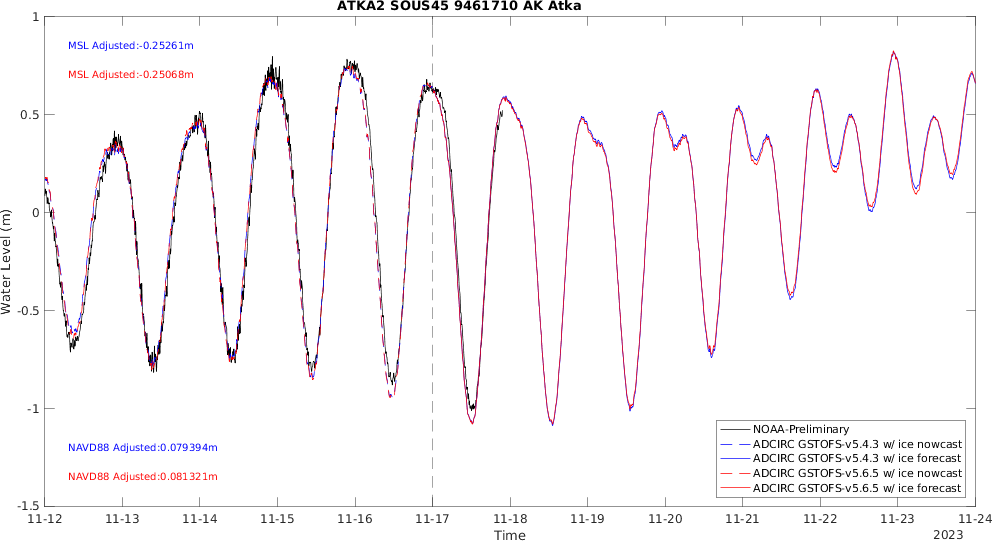 ATKA2 SOUS45 9461710 AK Atka
1
0.5
0
-0.5
-1
-1.5
Water Level (m)
MSL Adjusted:-0.25261m
MSL Adjusted:-0.25068m
NAVD88 Adjusted:0.079394m
NAVD88 Adjusted:0.081321m
NOAA-Preliminary
ADCIRC GSTOFS-v5.4.3 w/ ice nowcast
ADCIRC GSTOFS-v5.4.3 w/ ice forecast
ADCIRC GSTOFS-v5.6.5 w/ ice nowcast
ADCIRC GSTOFS-v5.6.5 w/ ice forecast
11-12 11-13 11-14 11-15 11-16 11-17 11-18 11-19 11-20 11-21 11-22 11-23 11-24
Time
2023